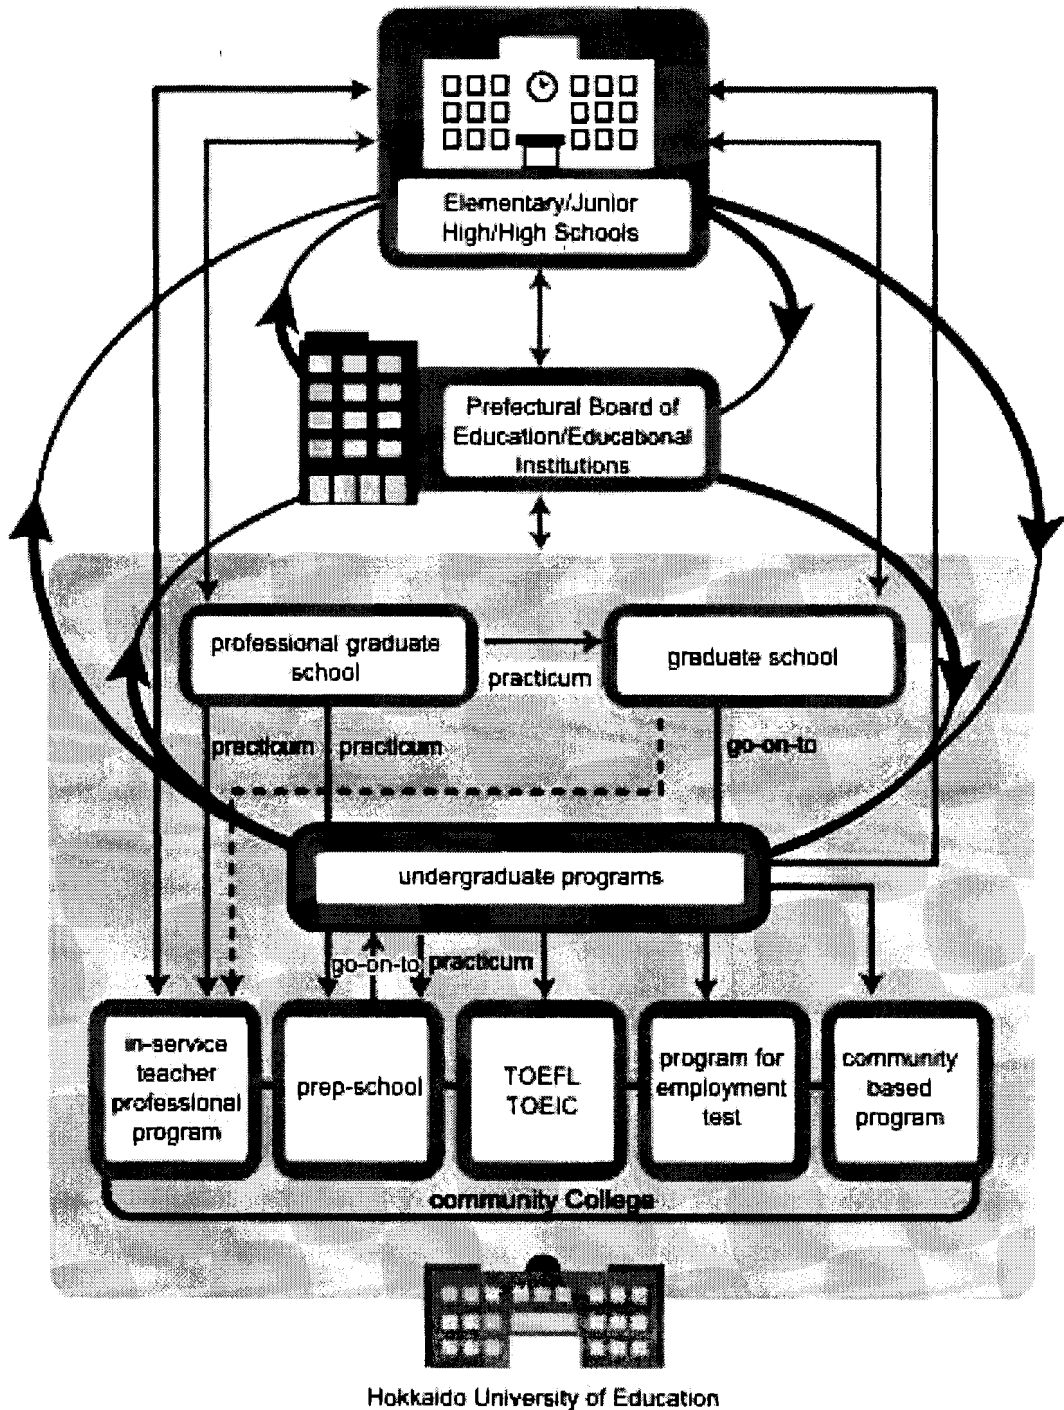 Elementary/Junior
High/High Schools
Prefectural Board of
Education/Educational
Institutions
professional graduate
school
practicum
graduate school
practicum
practicum
go-on-to
undergraduate programs
go-on-to
practicum
in-service
teacher
professional
program
prep-school
TOEFL
TOEIC
program for
employment
test
community
based
program
community College
Hokkaido University of Education